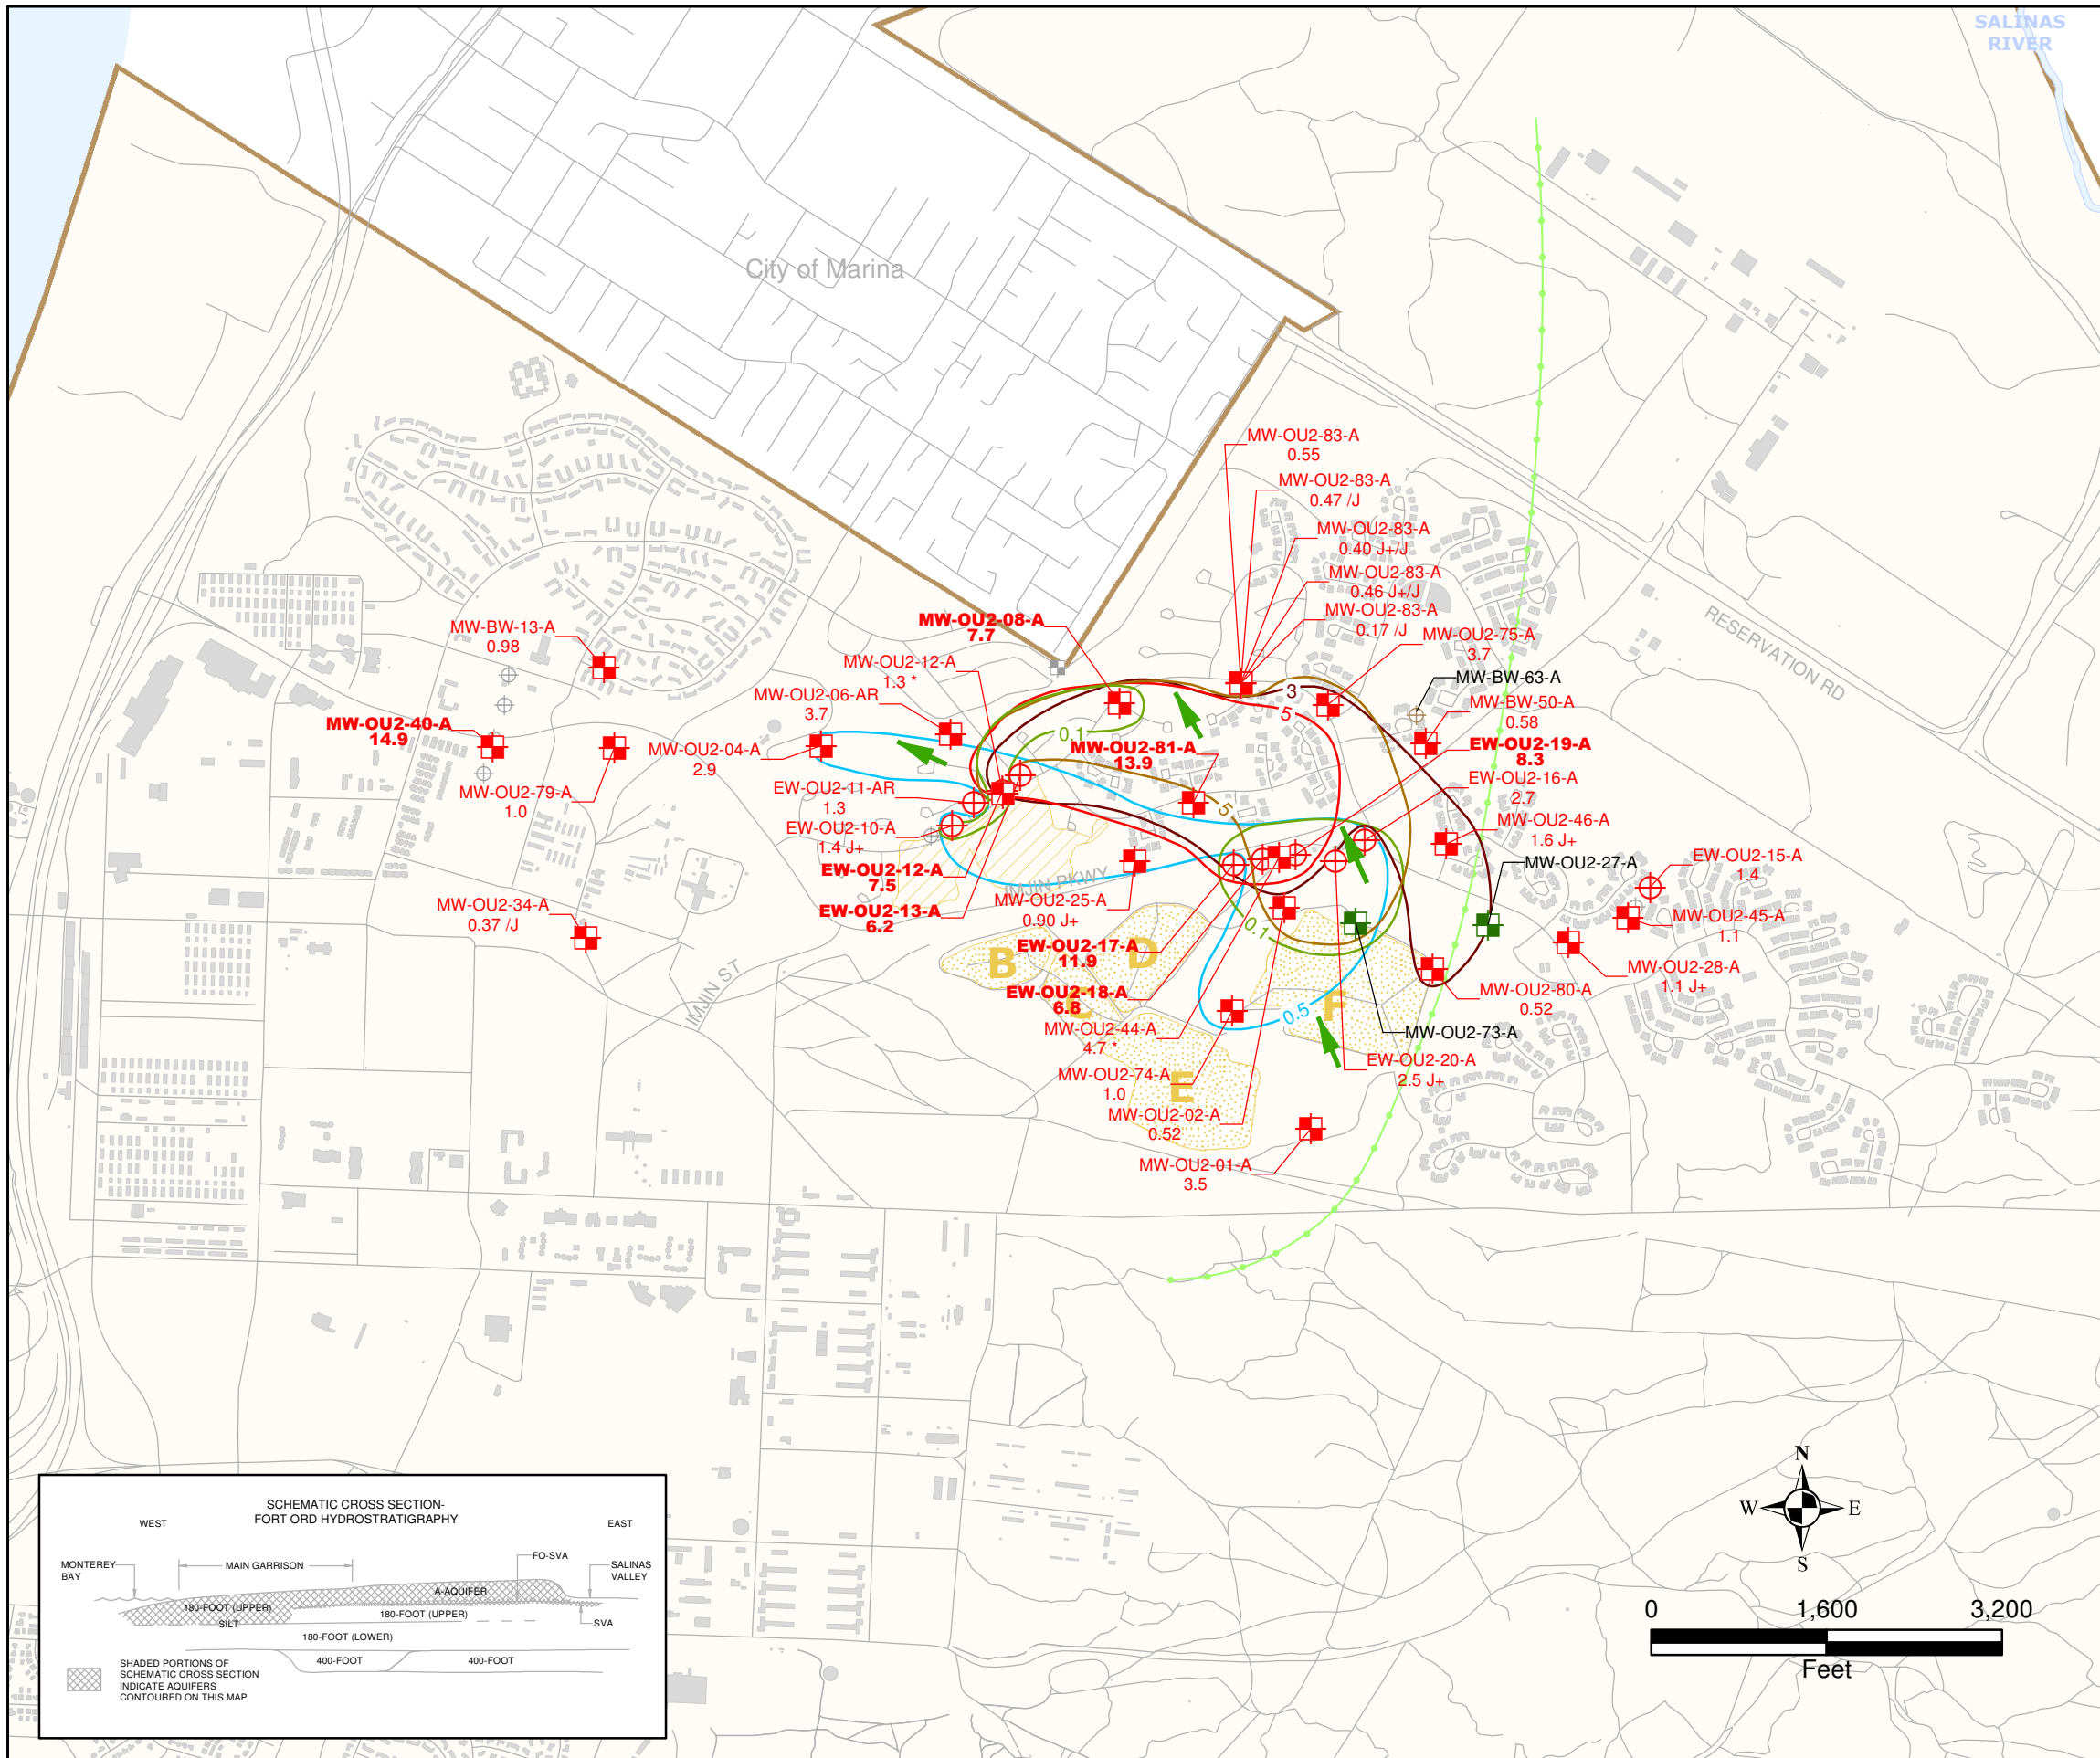 SALINAS
RIVER
City of Marina
RESERVATION RD
MW-OU2-83-A
0.55
MW-OU2-83-A
0.47 /J
MW-OU2-83-A
0.40 J+/J
MW-OU2-83-A
0.46 J+/J
MW-OU2-83-A
0.17 /J
MW-OU2-75-A
3.7
MW-BW-63-A
MW-BW-50-A
0.58
EW-OU2-19-A
8.3
EW-OU2-16-A
2.7
MW-OU2-46-A
1.6 J+
MW-OU2-27-A
EW-OU2-15-A
1.4
MW-OU2-45-A
1.1
MW-OU2-28-A
1.1 J+
MW-OU2-80-A
0.52
MW-OU2-73-A
EW-OU2-20-A
2.5 J+
MW-BW-13-A
0.98
MW-OU2-08-A
7.7
MW-OU2-12-A
1.3 *
MW-OU2-06-AR
3.7
MW-OU2-40-A
14.9
MW-OU2-04-A
2.9
MW-OU2-79-A
1.0
MW-OU2-81-A
13.9
EW-OU2-11-AR
1.3
EW-OU2-10-A
1.4 J+
EW-OU2-12-A
7.5
EW-OU2-13-A
6.2
MW-OU2-34-A
0.37 /J
MW-OU2-25-A
0.90 J+
EW-OU2-17-A
11.9
EW-OU2-18-A
6.8
MW-OU2-44-A
4.7 *
MW-OU2-74-A
1.0
MW-OU2-02-A
0.52
MW-OU2-01-A
3.5
3
5
0.1
5
0.1
0.5
IMJIN PKWY
IMJIN ST
B
D
C
F
E
SCHEMATIC CROSS SECTION-
FORT ORD HYDROSTRATIGRAPHY
WEST
EAST
MONTEREY
BAY
MAIN GARRISON
FO-SVA
SALINAS
VALLEY
A-AQUIFER
180-FOOT (UPPER)
180-FOOT (UPPER)
SILT
SVA
180-FOOT (LOWER)
400-FOOT
400-FOOT
SHADED PORTIONS OF
SCHEMATIC CROSS SECTION
INDICATE AQUIFERS
CONTOURED ON THIS MAP
N
W
E
S
0
1,600
3,200
Feet